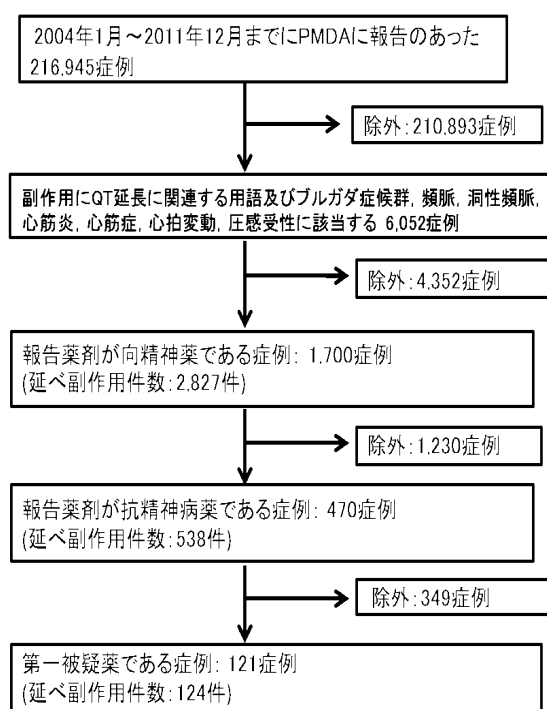 2004年1月～2011年12月までにPMDAに報告のあった
216,945症例
除外：210,893症例
副作用にQT延長に関連する用語及びブルガダ症候群, 頻脈, 洞性頻脈,
心筋炎, 心筋症, 心拍変動, 圧感受性に該当する 6,052症例
除外：4,352症例
報告薬剤が向精神薬である症例： 1,700症例
(延べ副作用件数：2,827件)
除外：1,230症例
報告薬剤が抗精神病薬である症例： 470症例
(延べ副作用件数：538件)
除外：349症例
第一被疑薬である症例：121症例
(延べ副作用件数：124件)